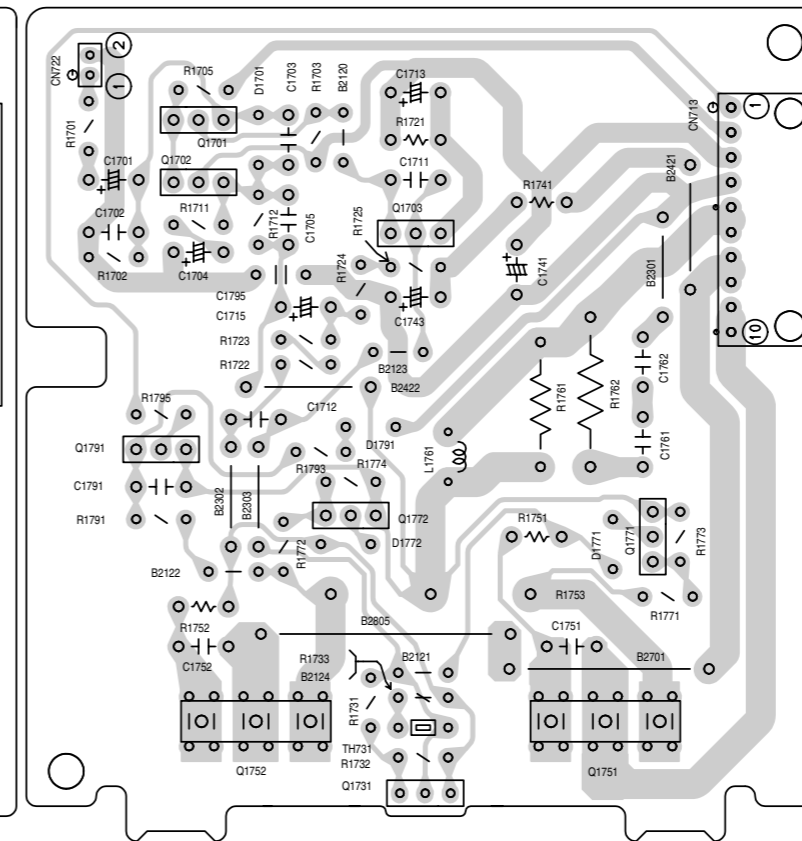 CN722
2
1
R1705
D1701
C1703
R1703
B2120
C1713
CN713
1
R1701
Q1701
R1721
C1701
Q1702
C1711
R1741
B2421
C1702
R1711
R1712
C1705
R1725
Q1703
R1702
C1704
R1724
C1741
B2301
C1795
C1715
C1743
10
R1723
R1722
B2123
B2422
R1761
R1762
C1762
R1795
C1712
Q1791
D1791
L1761
C1761
R1793
R1774
C1791
B2302
B2303
R1791
Q1772
R1751
D1771
Q1771
R1773
R1772
D1772
B2122
R1753
R1771
R1752
B2805
C1751
C1752
R1733
B2121
B2701
B2124
R1731
TH731
R1732
Q1752
Q1731
Q1751